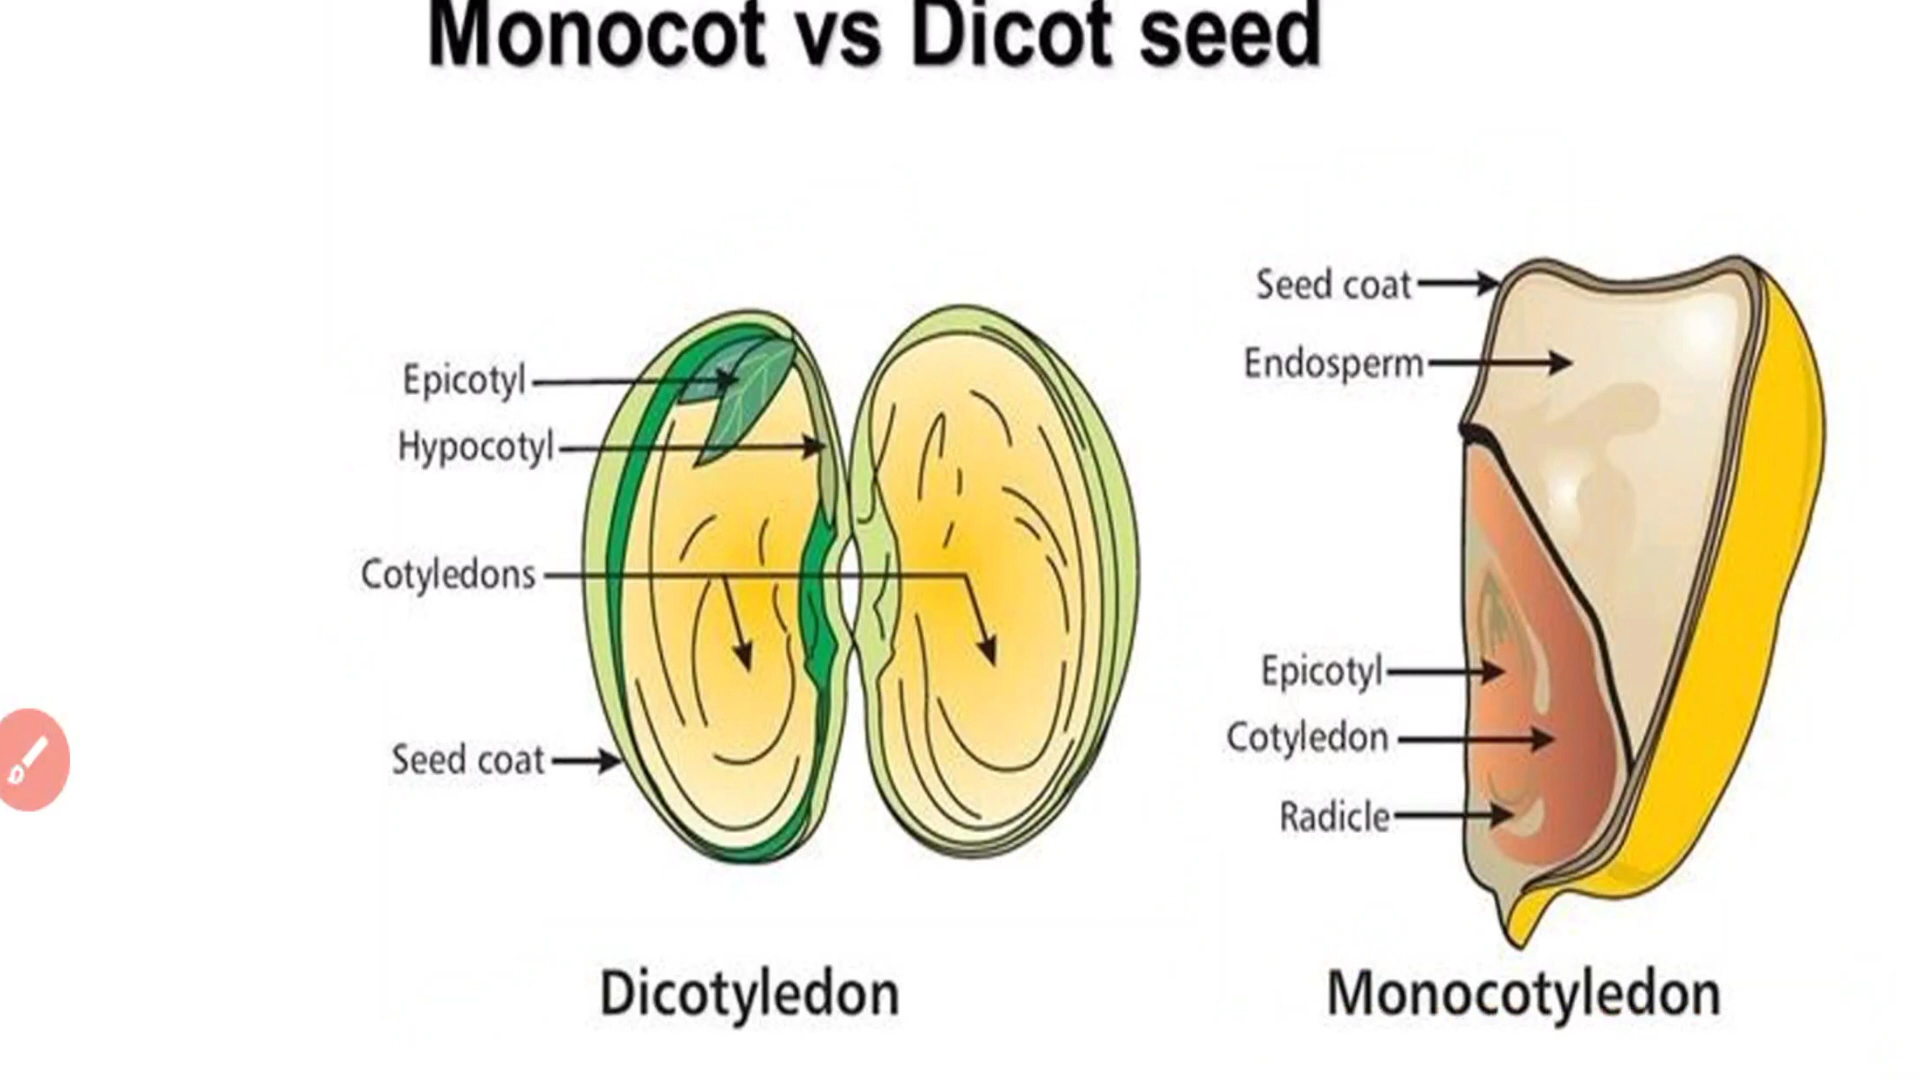 Monocot vs Dicot seed
Epicotyl
Hypocotyl
Cotyledons
Seed coat
Dicotyledon
Seed coat
Endosperm
Epicotyl
Cotyledon
Radicle
Monocotyledon